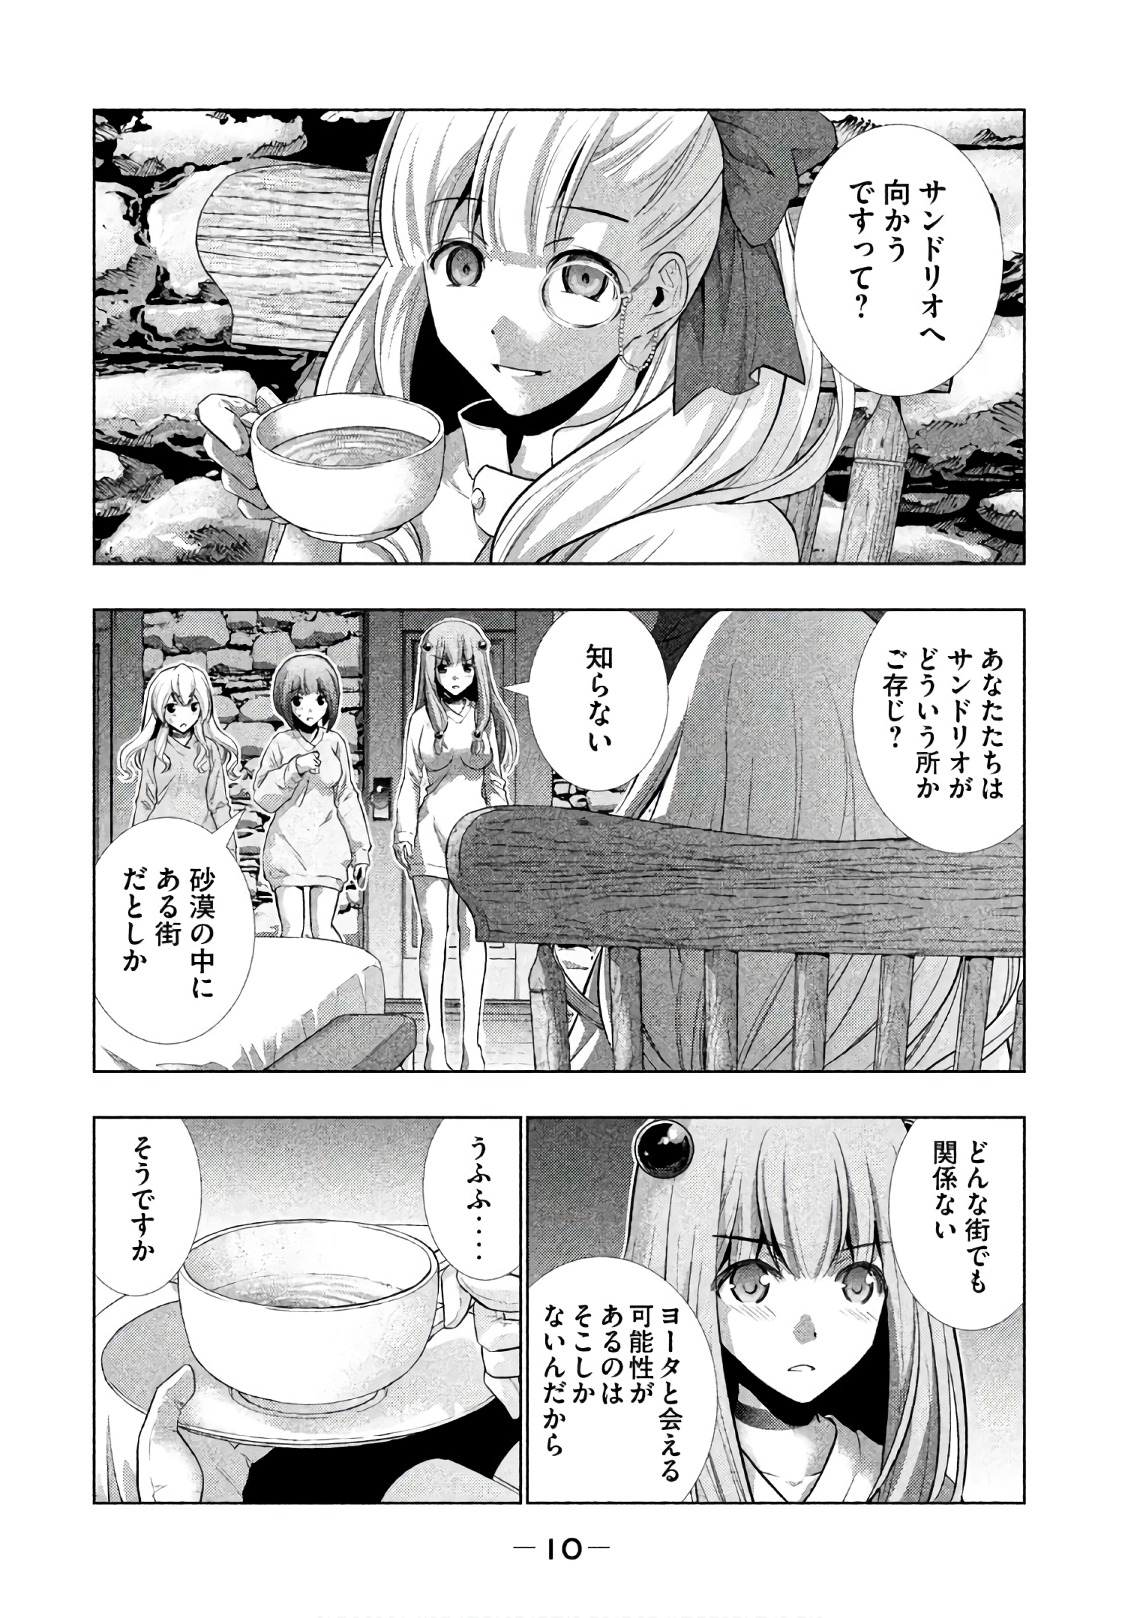 サンドリオへ
向かう
ですって?
あなたたちは
サンドリオが
どういう所か
ご存じ?
知らない
砂漠の中に
ある街
だとしか
どんな街でも
関係ない
ヨータと会える
可能性が
あるのは
そこしか
ないんだから
うふふ‥‥
そうですか
—10—